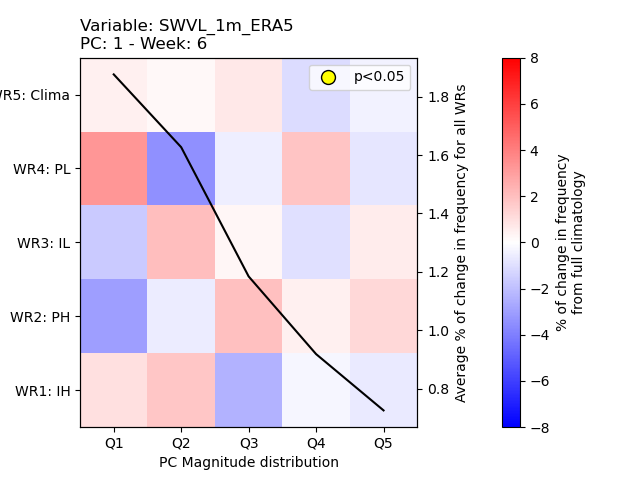 Variable: SWVL_1m_ERA5
PC: 1 - Week: 6
p<0.05
WR5: Clima
WR4: PL
WR3: IL
WR2: PH
WR1: IH
Q1 Q2 Q3 Q4 Q5
PC Magnitude distribution
1.8
1.6
1.4
1.2
1.0
0.8
Average % of change in frequency for all WRs
8
6
4
2
0
−2
−4
−6
−8
% of change in frequency
from full climatology